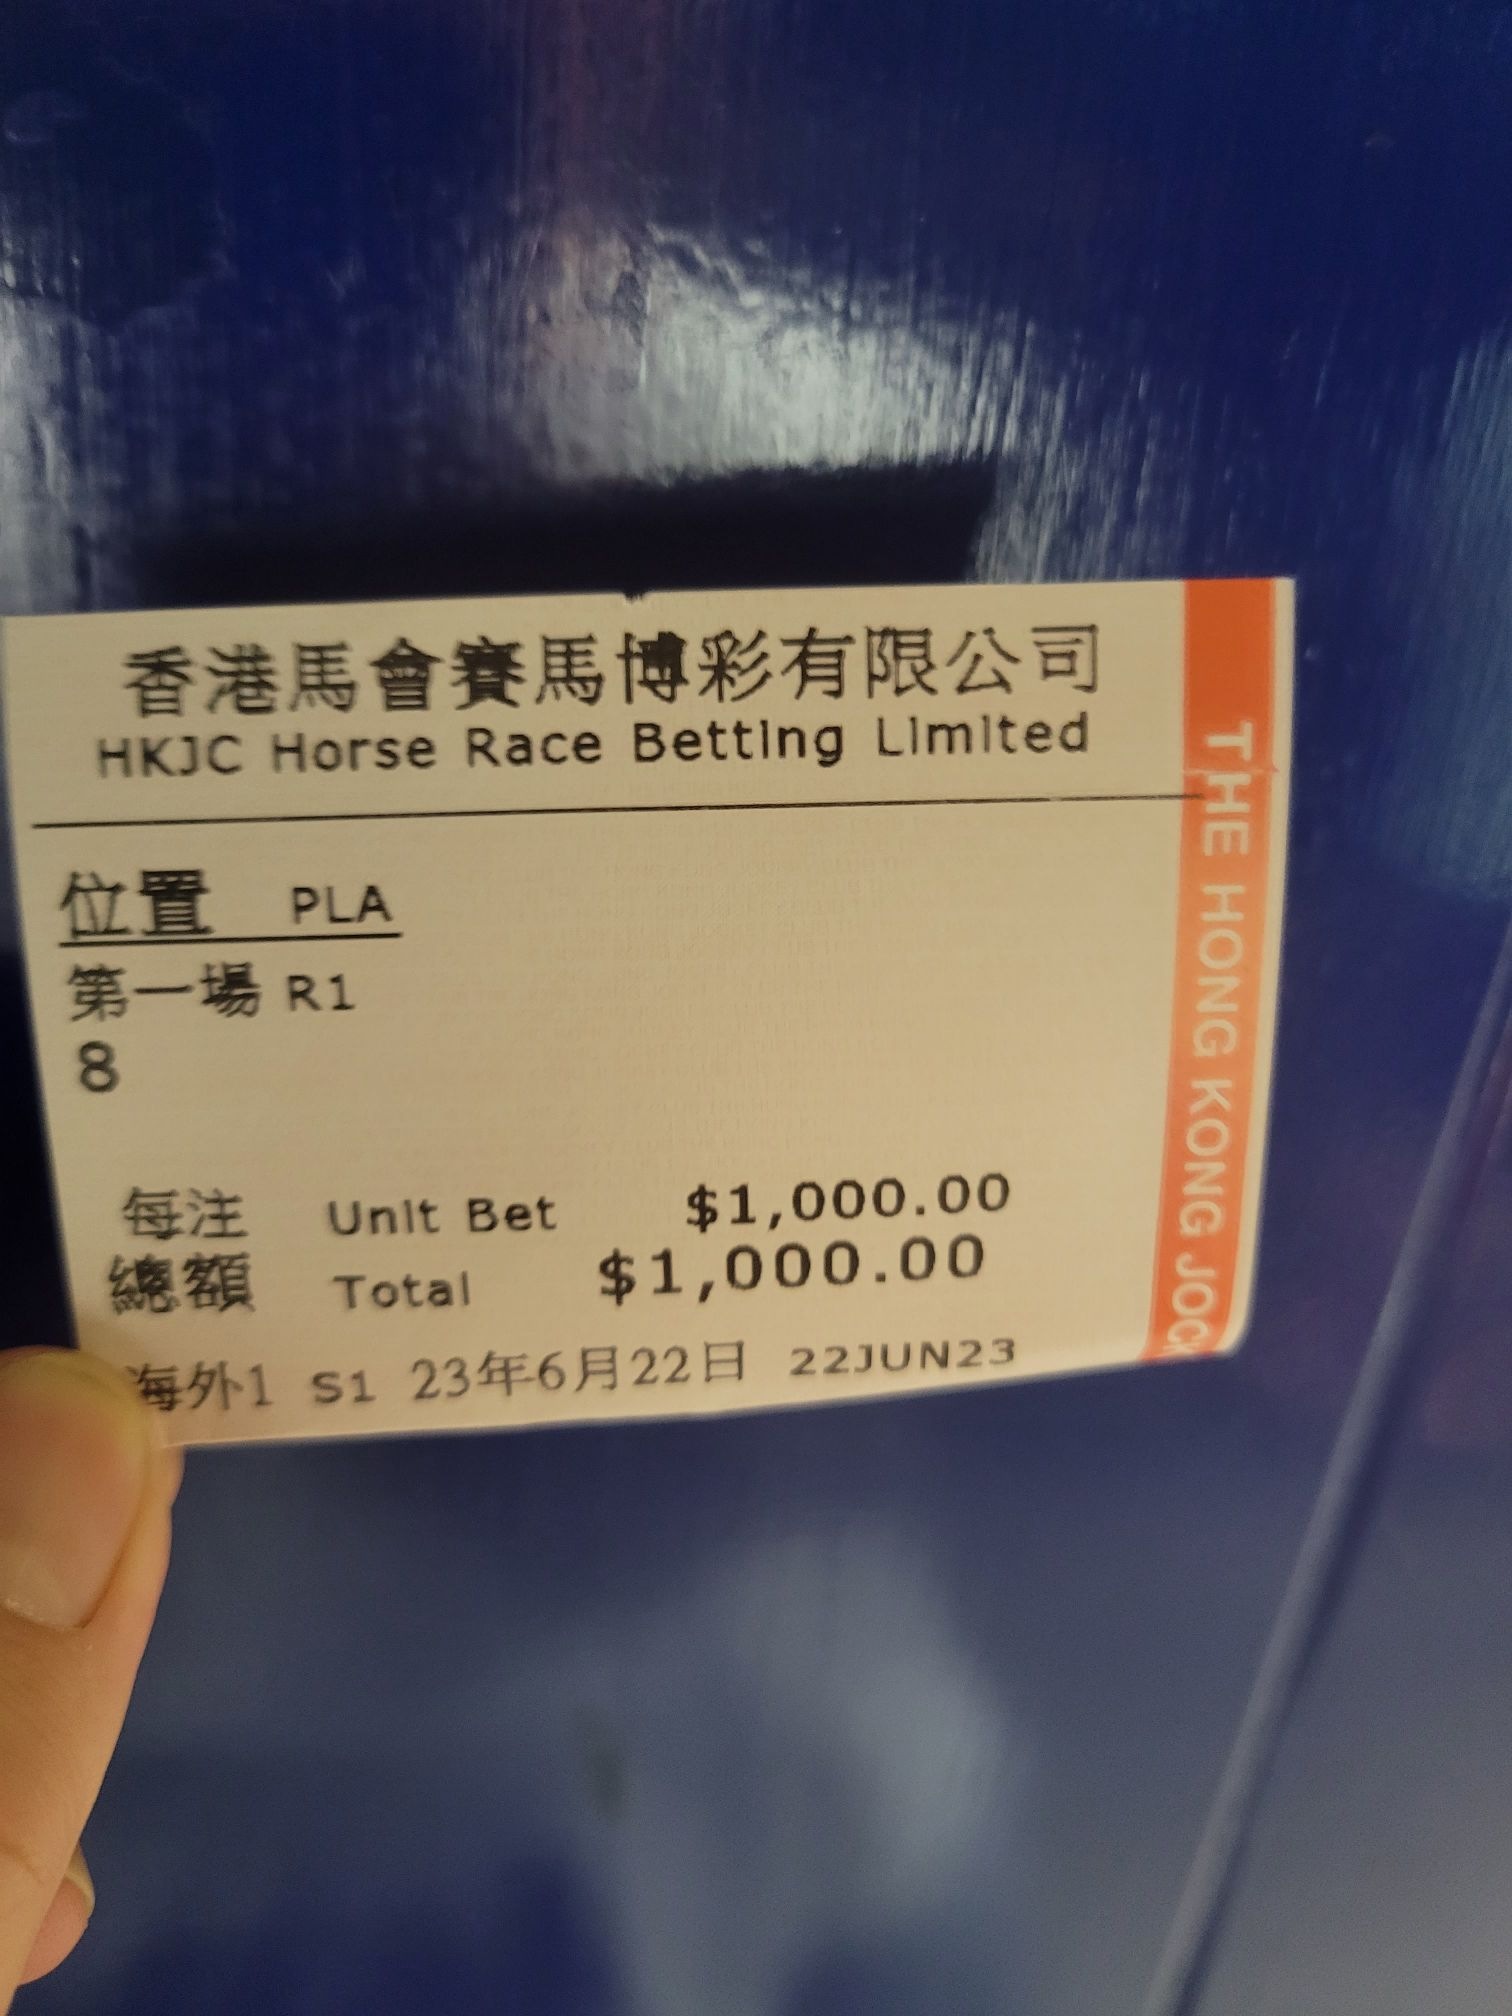 香港馬會賽馬博彩有限公司
HKJC Horse Race Betting Limited
位置 PLA
第一場 R1
8
每注 Unit Bet $1,000.00
總額 Total $1,000.00
海外1 S1 23年6月22日 22JUN23
THE HONG KONG JOCK